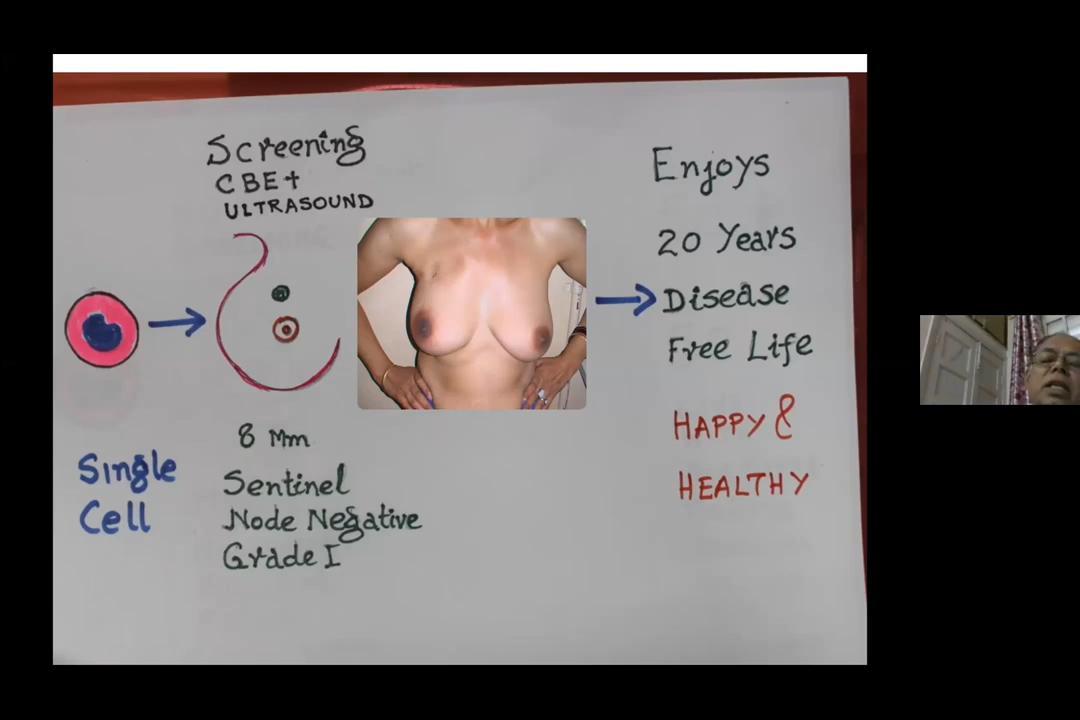 Screening
CBE+
ULTRASOUND
8 Mm
Sentinel
Node Negative
Grade I
Single
Cell
Enjoys
20 Years
Disease
Free Life
HAPPY &
HEALTHY